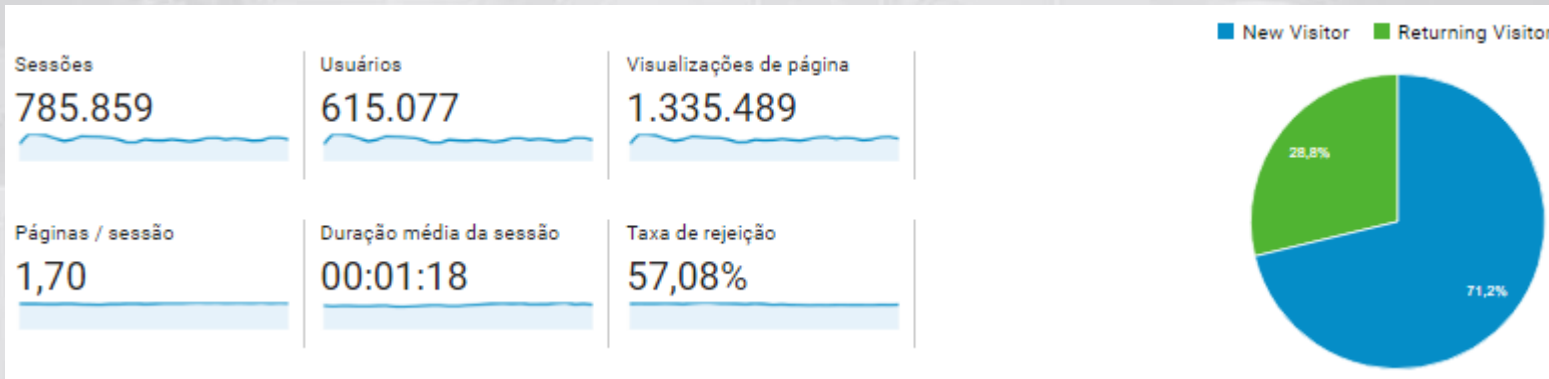 New Visitor Returning Visitor
Sessões
785.859
Usuários
615.077
Visualizações de página
1.335.489
Páginas / sessão
1,70
Duração média da sessão
00:01:18
Taxa de rejeição
57,08%
28,8%
71,2%